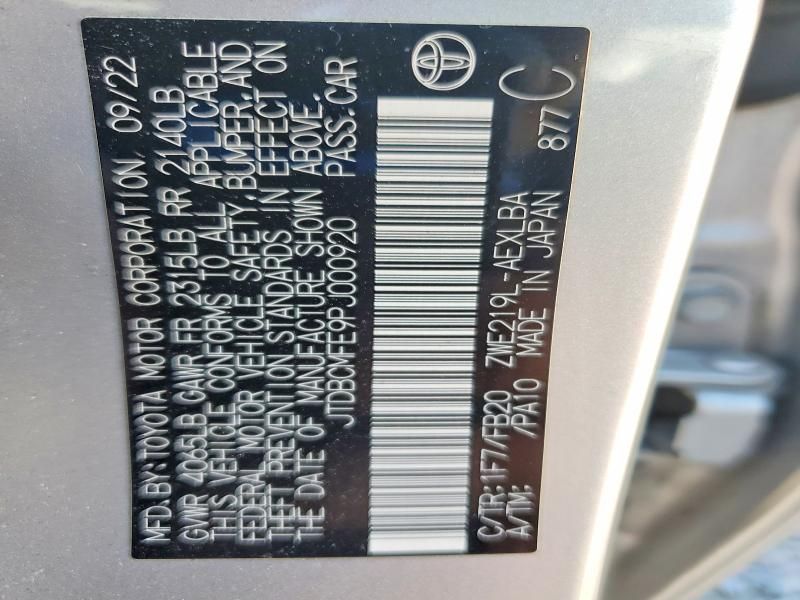 MFD.BY:TOYOTA MOTOR CORPORATION 09/22
GVWR 4065LB GAWR FR 2315LB RR 2140LB
THIS VEHICLE CONFORMS TO ALL APPLICABLE
FEDERAL MOTOR VEHICLE SAFETY, BUMPER, AND
THEFT PREVENTION STANDARDS IN EFFECT ON
THE DATE OF MANUFACTURE SHOWN ABOVE.
JTDBCMFE9PJ000920 PASS.CAR
C/TR:1F7/FB20 ZWE219L-AEXLBA
A/TM: /PA10 MADE IN JAPAN 877 C